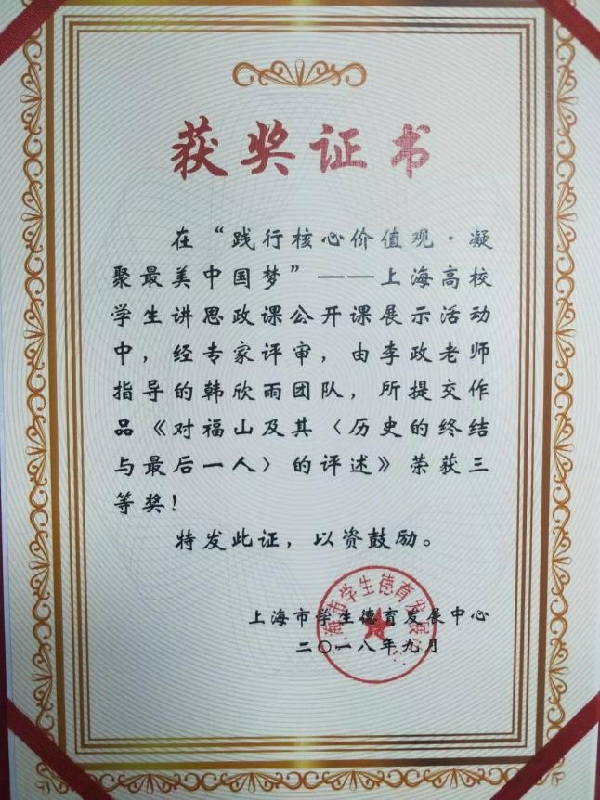 获奖证书
在“践行核心价值观·凝
聚最美中国梦”——上海高校
学生讲思政课公开课展示活动
中，经专家评审，由李政老师
指导的韩欣雨团队，所提交作
品《对福山及其〈历史的终结
与最后一人〉的评述》荣获三
等奖！
特发此证，以资鼓励。
上海市学生德育发展中心
二〇一八年九月